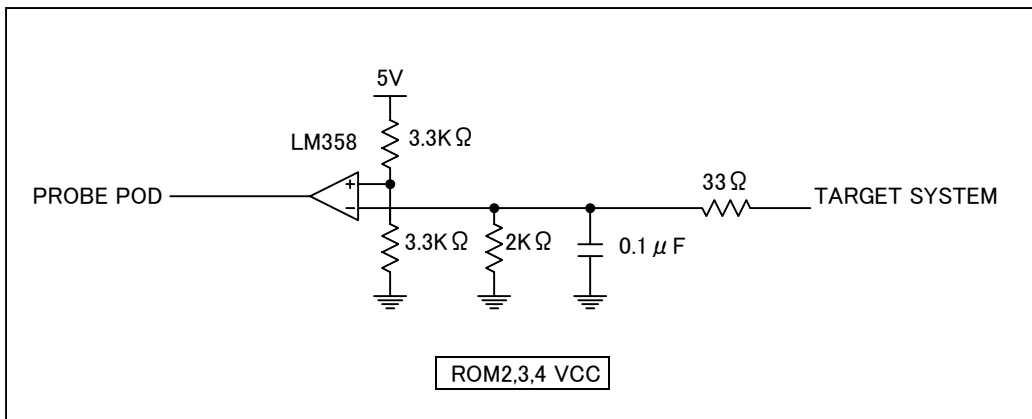 5V
LM358
3.3KΩ
+
PROBE POD
-
33Ω
TARGET SYSTEM
3.3KΩ
2KΩ
0.1μF
ROM2,3,4 VCC